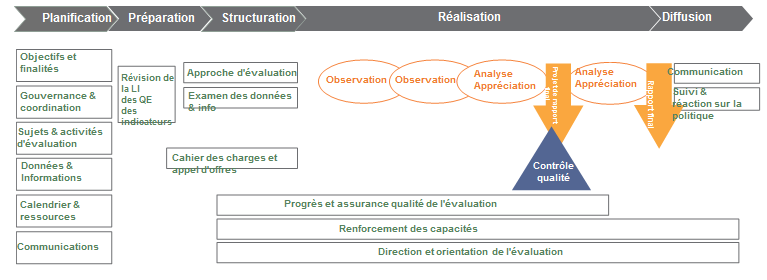 Planification
Préparation
Structuration
Réalisation
Diffusion
Objectifs et
finalités
Gouvernance &
coordination
Sujets & activités
d'évaluation
Données &
Informations
Calendrier &
ressources
Communications
Révision de
la LI
des QE
des
indicateurs
Approche d'évaluation
Examen des données
& info
Cahier des charges et
appel d'offres
Observation
Observation
Analyse
Appréciation
Projet de rapport
final
Analyse
Appréciation
Rapport final
Communication
Suivi &
réaction sur la
politique
Contrôle
qualité
Progrès et assurance qualité de l'évaluation
Renforcement des capacités
Direction et orientation de l'évaluation